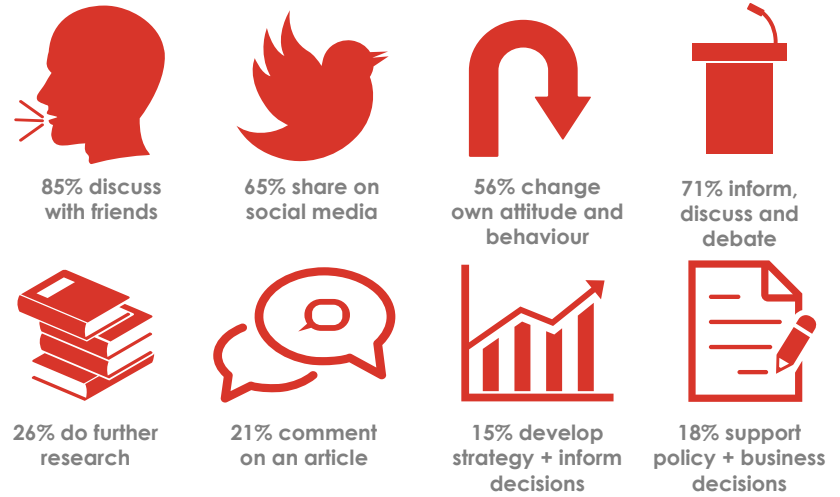 85% discuss
with friends
65% share on
social media
56% change
own attitude and
behaviour
71% inform,
discuss and
debate
26% do further
research
21% comment
on an article
15% develop
strategy + inform
decisions
18% support
policy + business
decisions